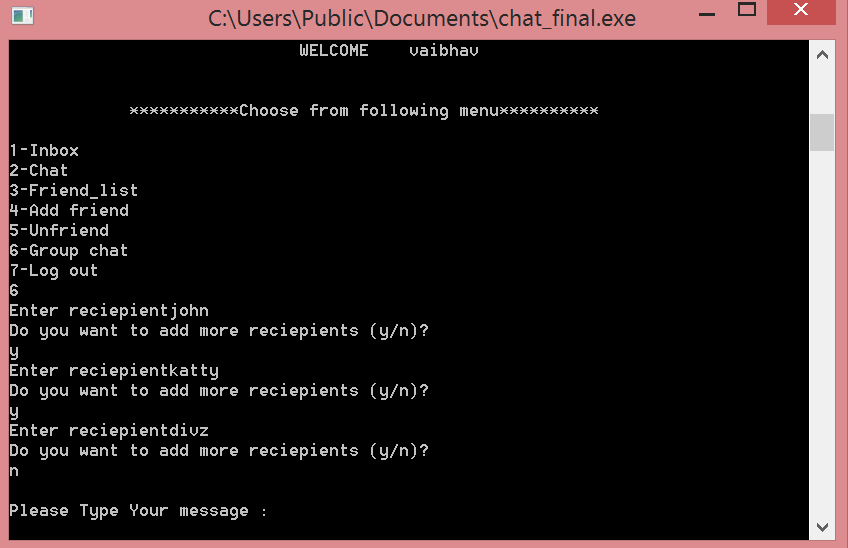 C:\Users\Public\Documents\chat_final.exe
WELCOME    vaibhav
***********Choose from following menu**********
1-Inbox
2-Chat
3-Friend_list
4-Add friend
5-Unfriend
6-Group chat
7-Log out
6
Enter reciepientjohn
Do you want to add more reciepients (y/n)?
y
Enter reciepientkatty
Do you want to add more reciepients (y/n)?
y
Enter reciepientdivz
Do you want to add more reciepients (y/n)?
n
Please Type Your message :